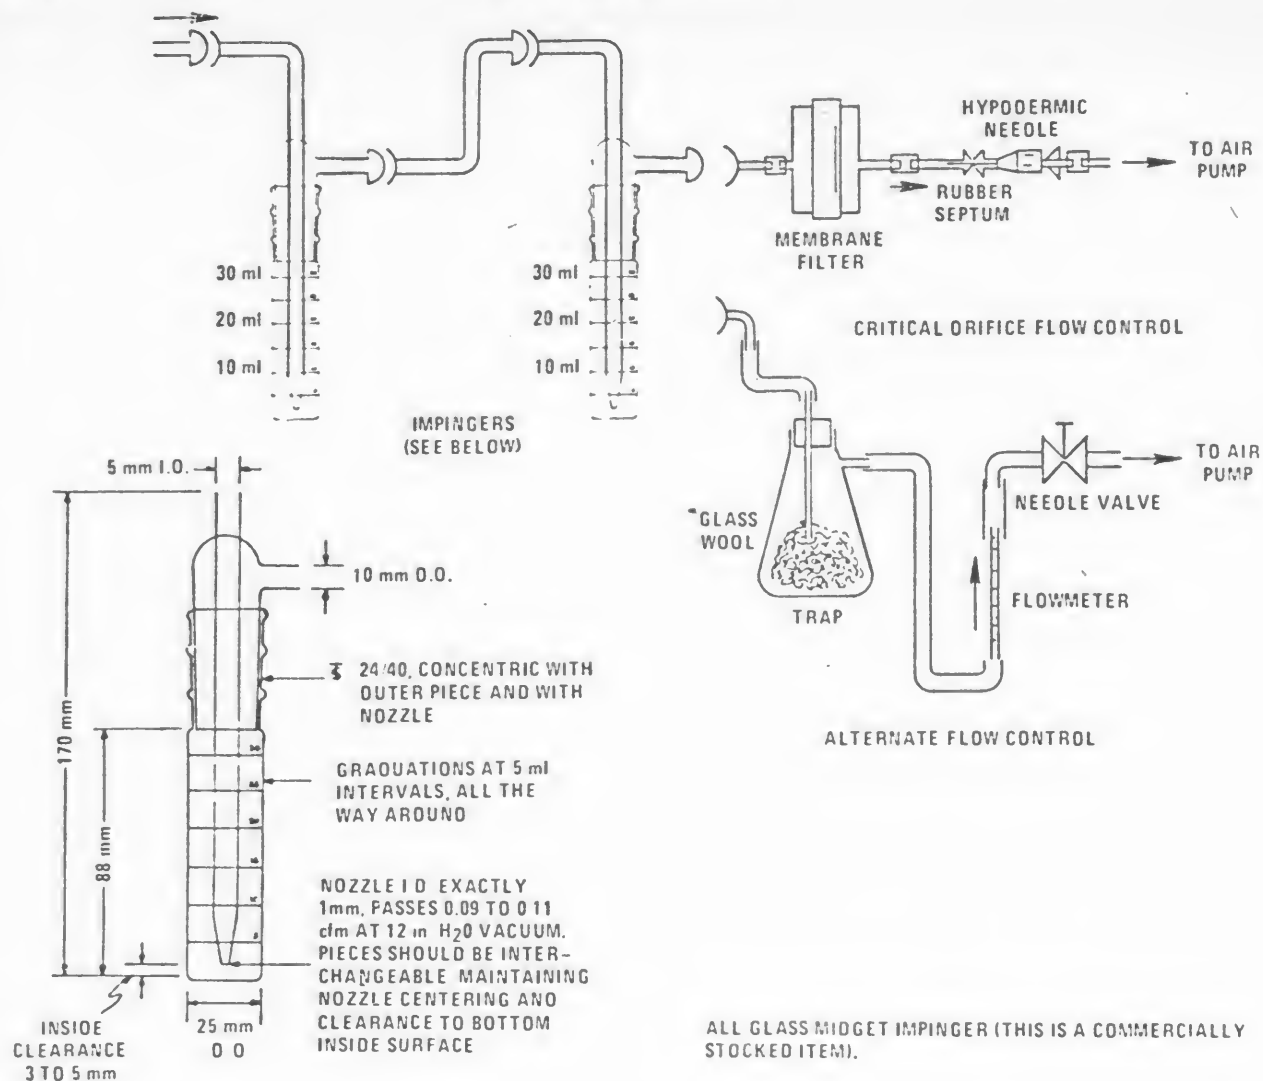 HYPODERMIC
NEEOLE
TO AIR
PUMP
RUBBER
SEPTUM
MEMBRANE
FILTER
30 ml
20 ml
10 ml
30 ml
20 ml
10 ml
IMPINGERS
(SEE BELOW)
CRITICAL ORIFICE FLOW CONTROL
TO AIR
PUMP
NEEDLE VALVE
GLASS
WOOL
TRAP
FLOWMETER
ALTERNATE FLOW CONTROL
5 mm I.O.
10 mm O.O.
24/40, CONCENTRIC WITH
OUTER PIECE AND WITH
NOZZLE
170 mm
88 mm
GRAOUATIONS AT 5 ml
INTERVALS, ALL THE
WAY AROUND
NOZZLE I D EXACTLY
1mm, PASSES 0.09 TO 0 11
cfm AT 12 in H₂O VACUUM.
PIECES SHOULD BE INTER-
CHANGEABLE MAINTAINING
NOZZLE CENTERING AND
CLEARANCE TO BOTTOM
INSIDE SURFACE
INSIDE
CLEARANCE
3 TO 5 mm
25 mm
O O
ALL GLASS MIDGET IMPINGER (THIS IS A COMMERCIALLY
STOCKED ITEM).